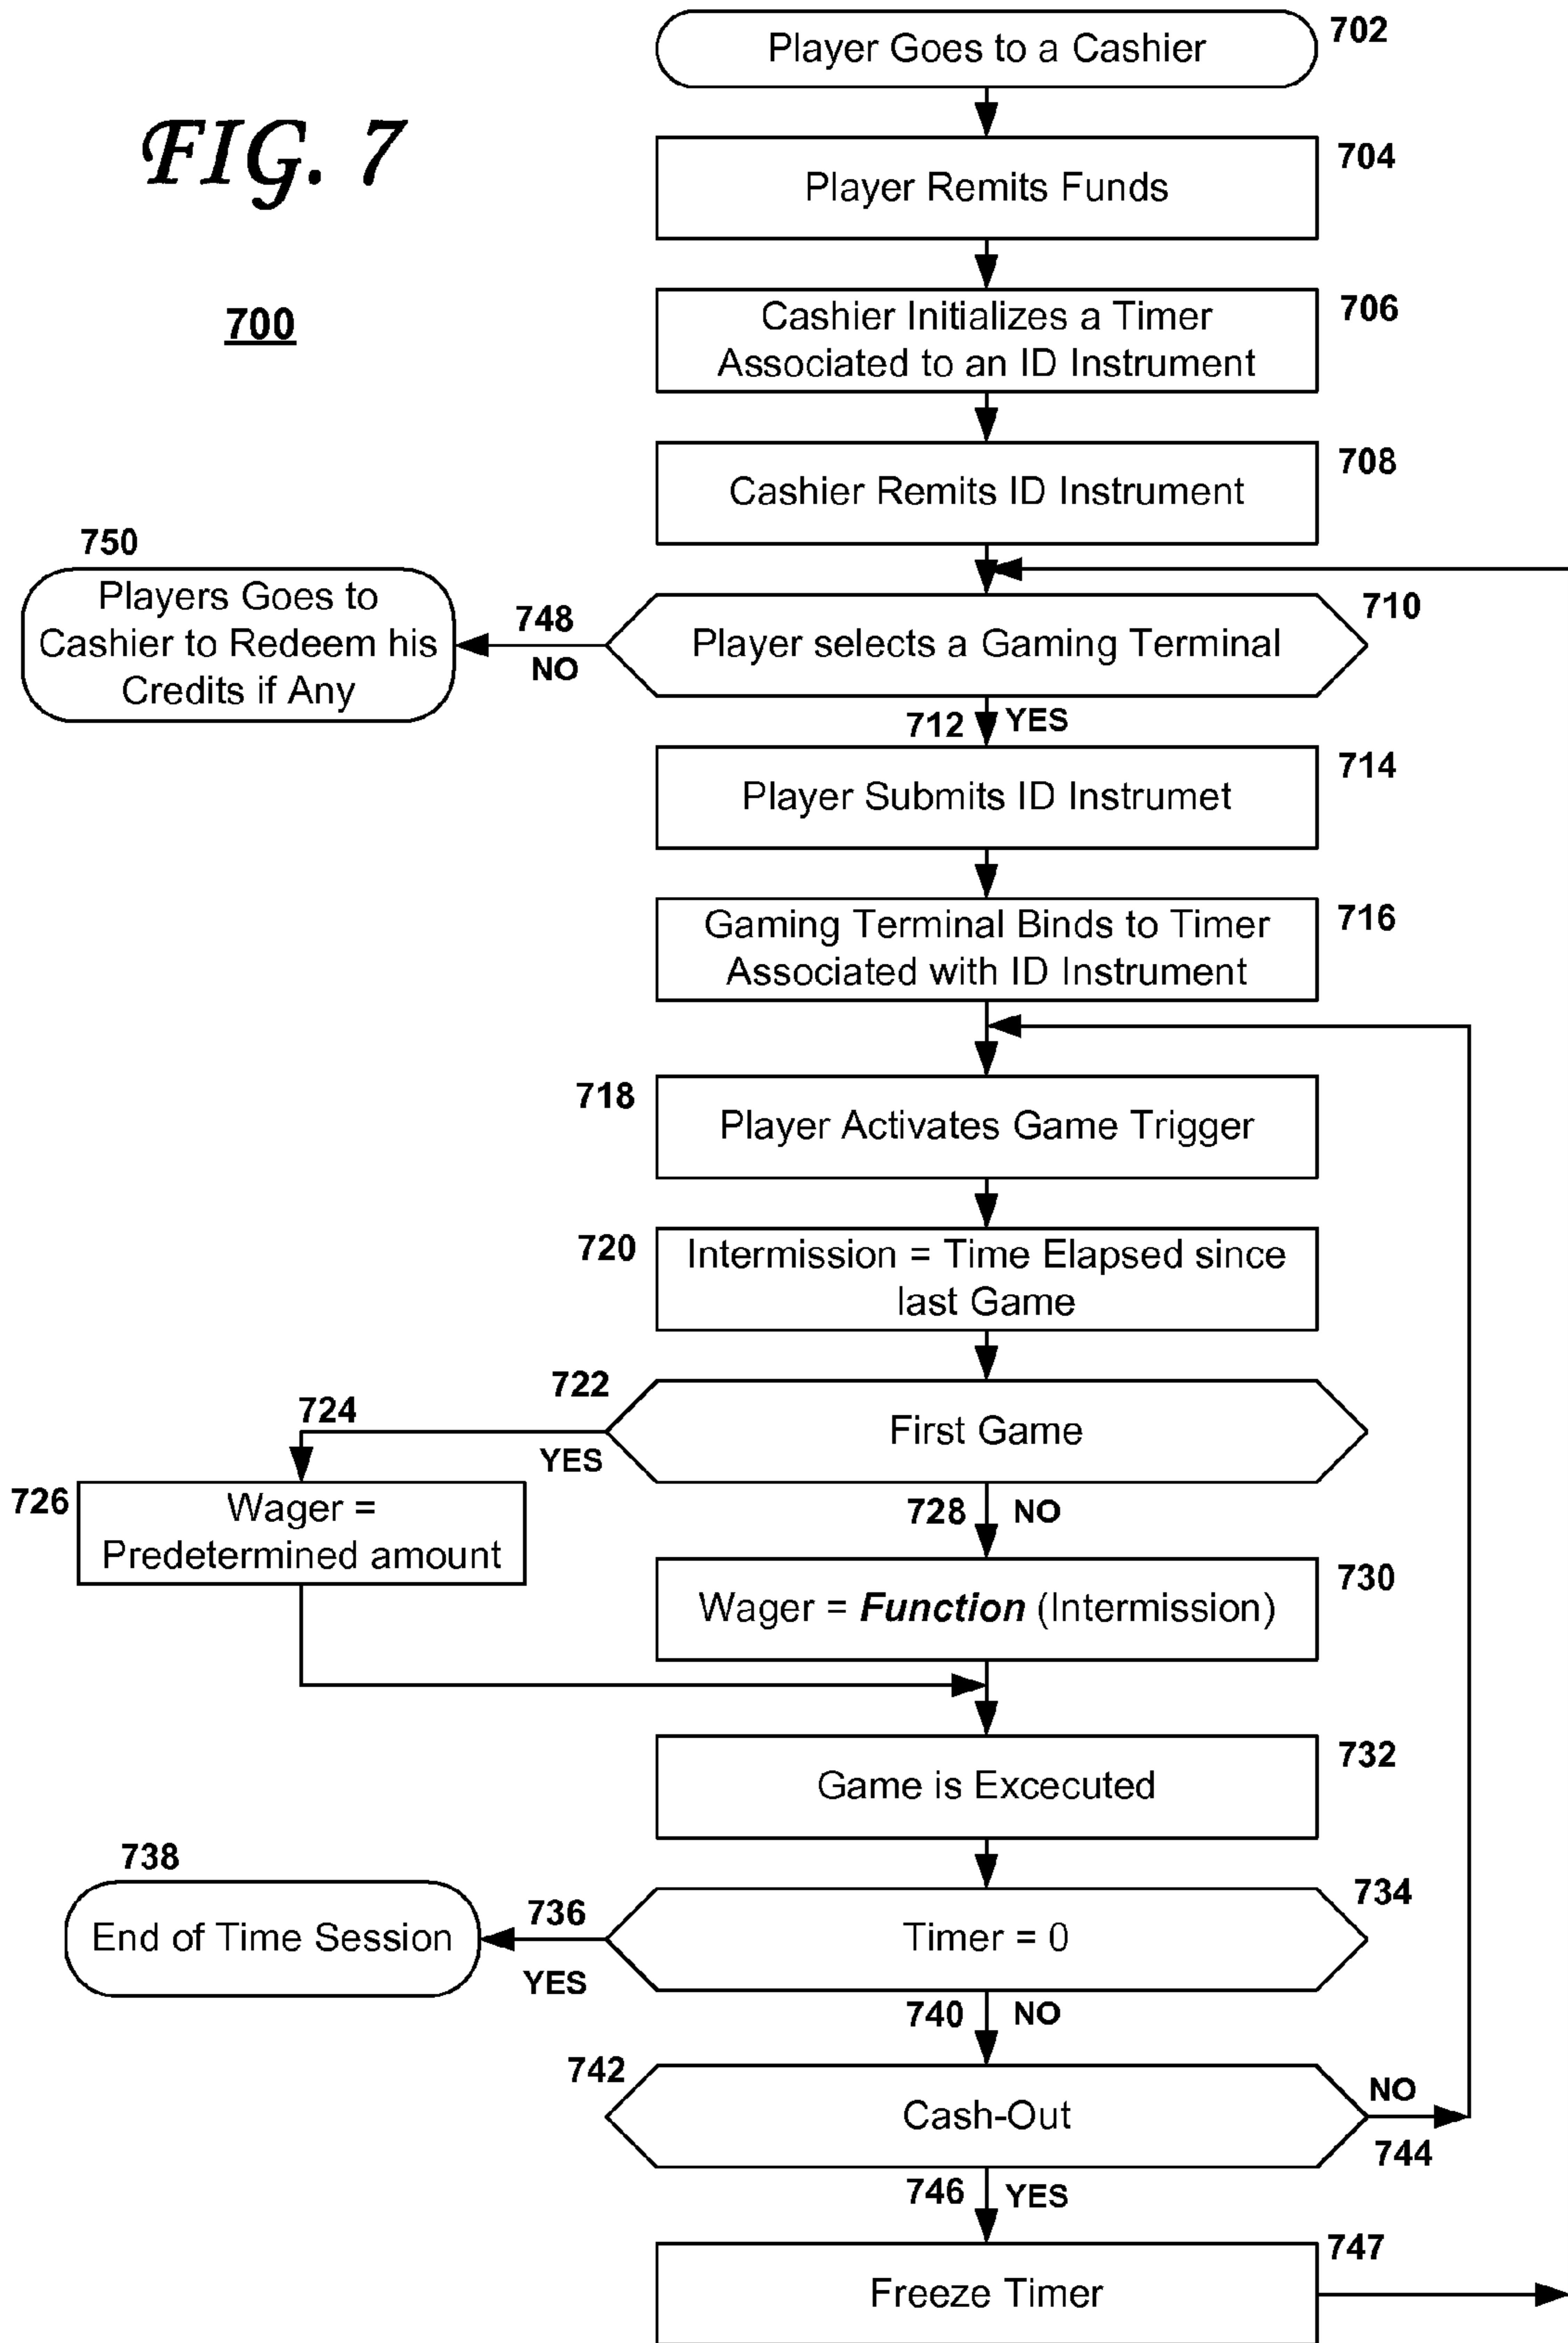 702
Player Goes to a Cashier
FIG. 7
704
Player Remits Funds
700
706
Cashier Initializes a Timer
Associated to an ID Instrument
708
Cashier Remits ID Instrument
750
Players Goes to
Cashier to Redeem his
Credits if Any
748
NO
710
Player selects a Gaming Terminal
712
YES
714
Player Submits ID Instrumet
716
Gaming Terminal Binds to Timer
Associated with ID Instrument
718
Player Activates Game Trigger
720
Intermission = Time Elapsed since
last Game
722
First Game
724
YES
726
Wager =
Predetermined amount
728
NO
730
Wager = Function (Intermission)
732
Game is Excecuted
738
End of Time Session
736
YES
734
Timer = 0
740
NO
742
Cash-Out
NO
744
746
YES
747
Freeze Timer